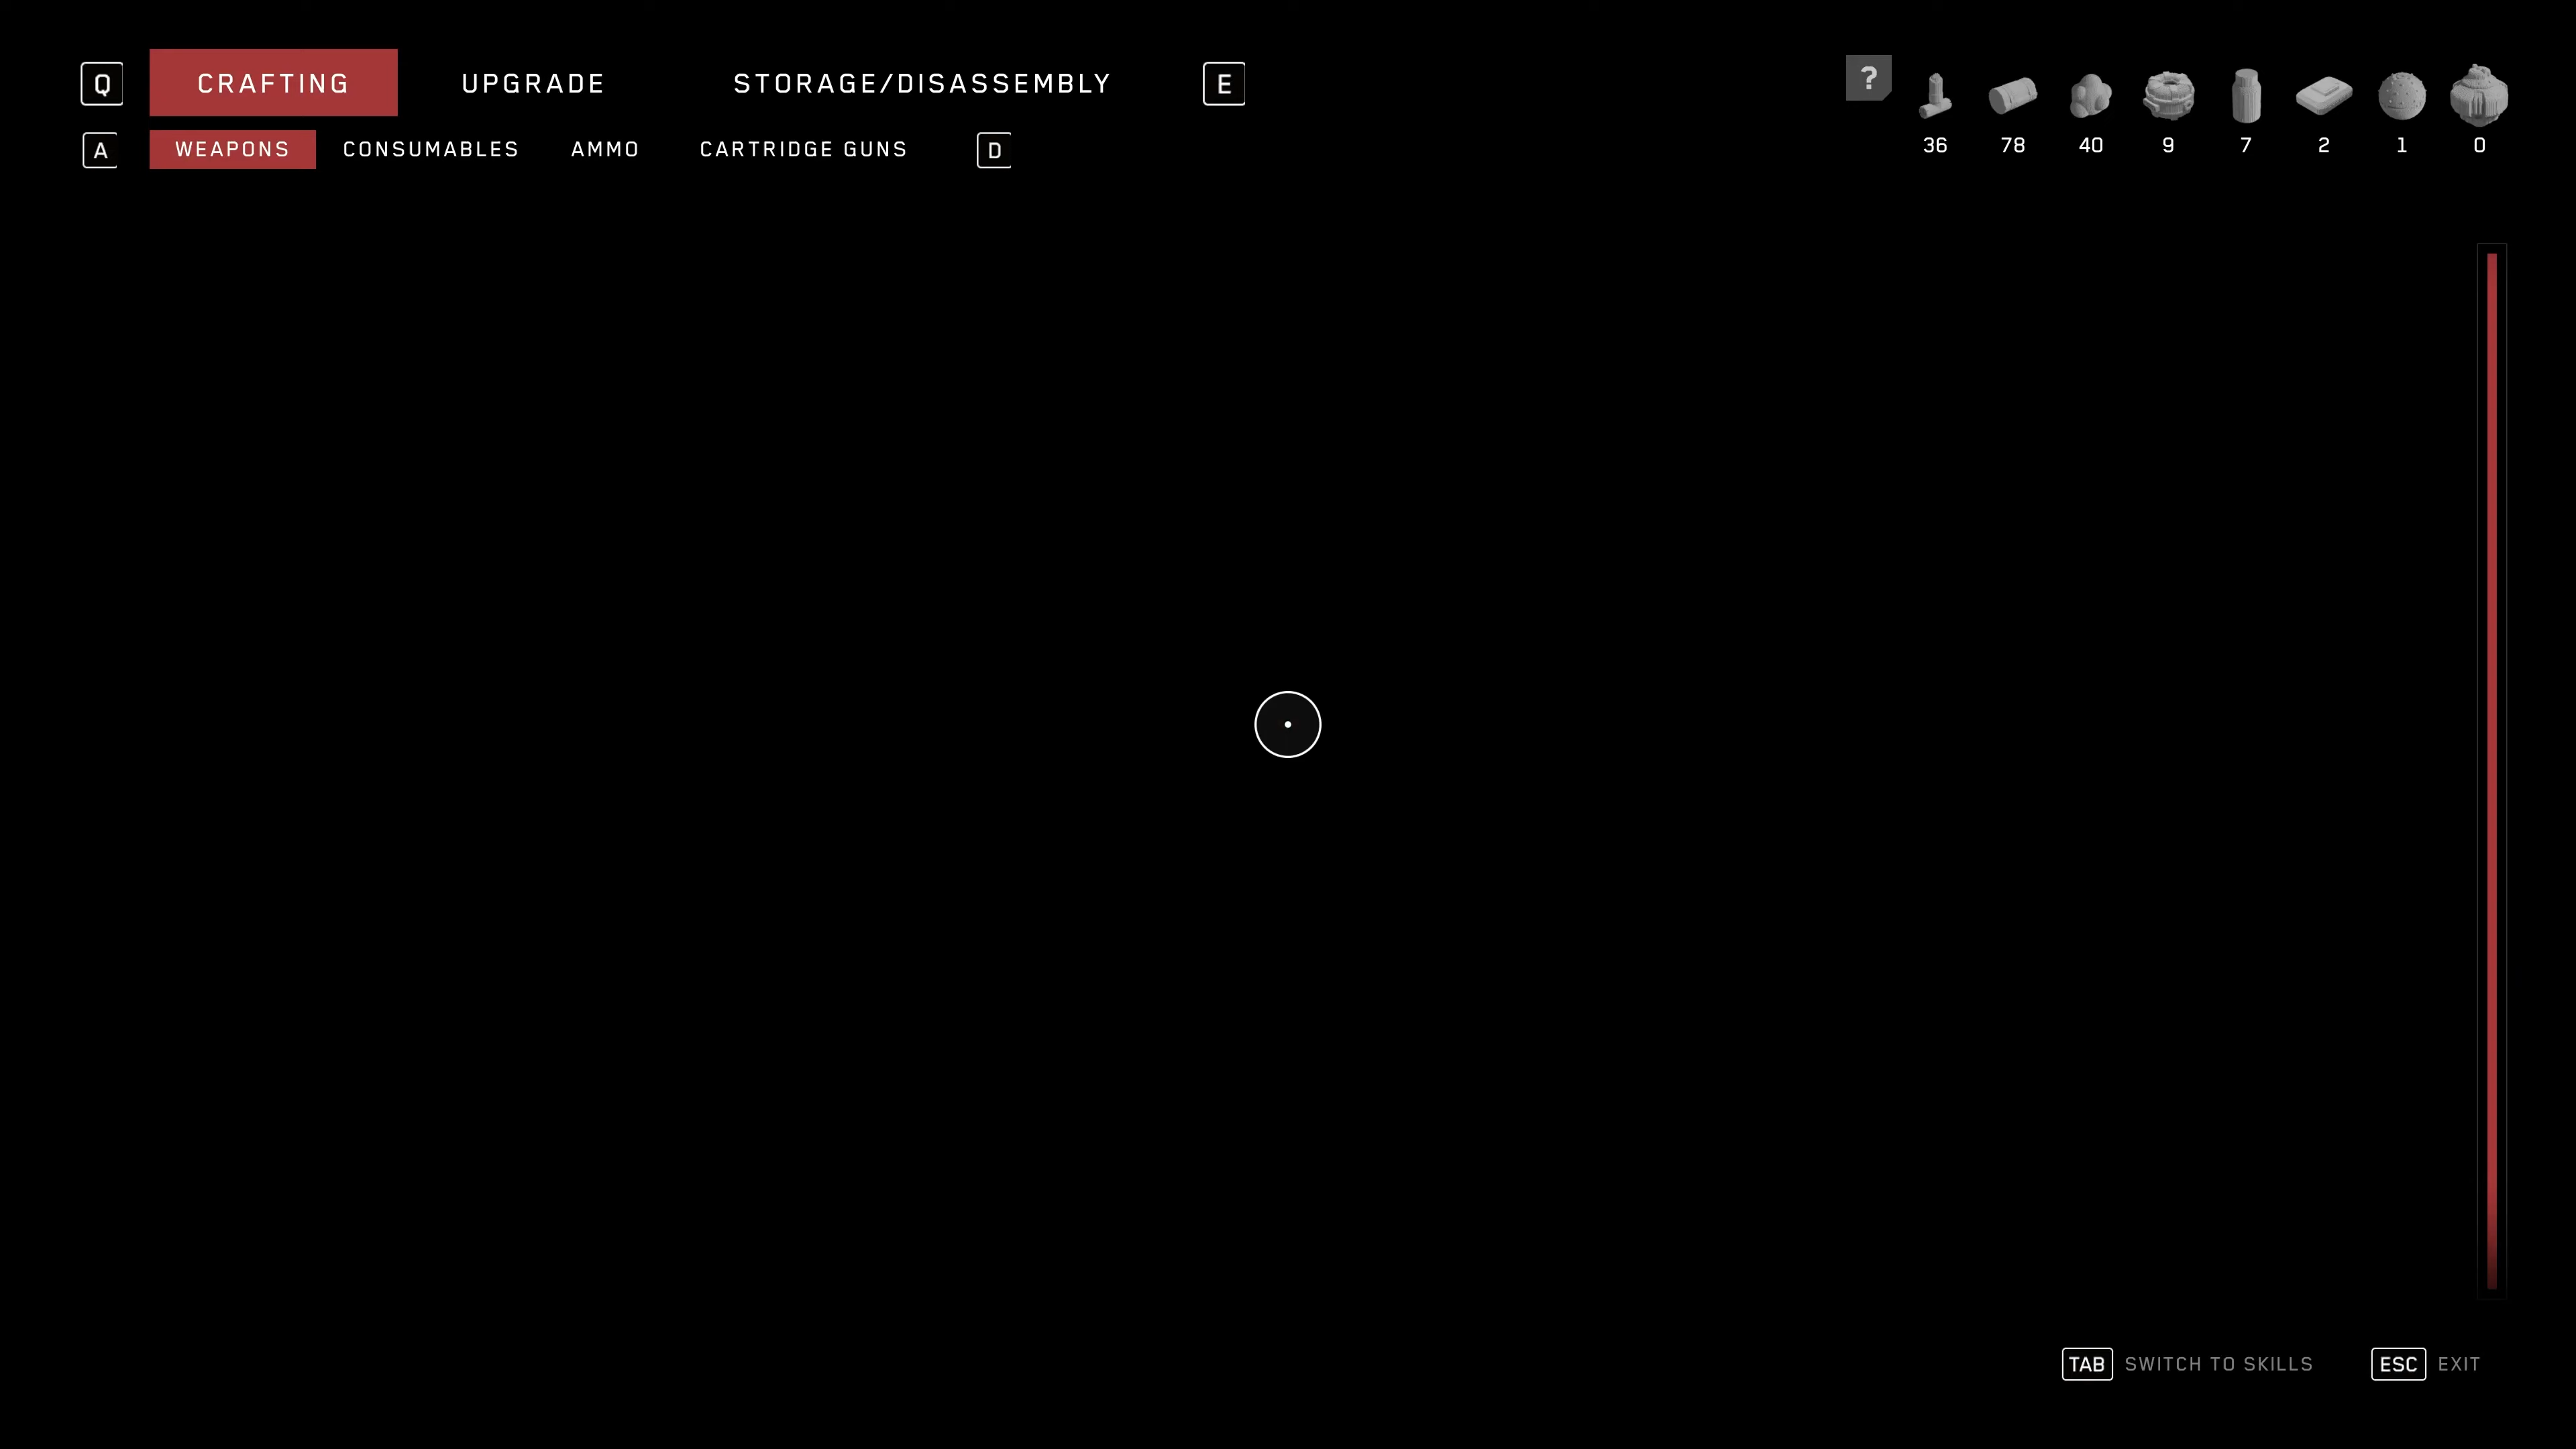 Q CRAFTING UPGRADE STORAGE/DISASSEMBLY E ?
A WEAPONS CONSUMABLES AMMO CARTRIDGE GUNS D 36 78 40 9 7 2 1 0
TAB SWITCH TO SKILLS ESC EXIT